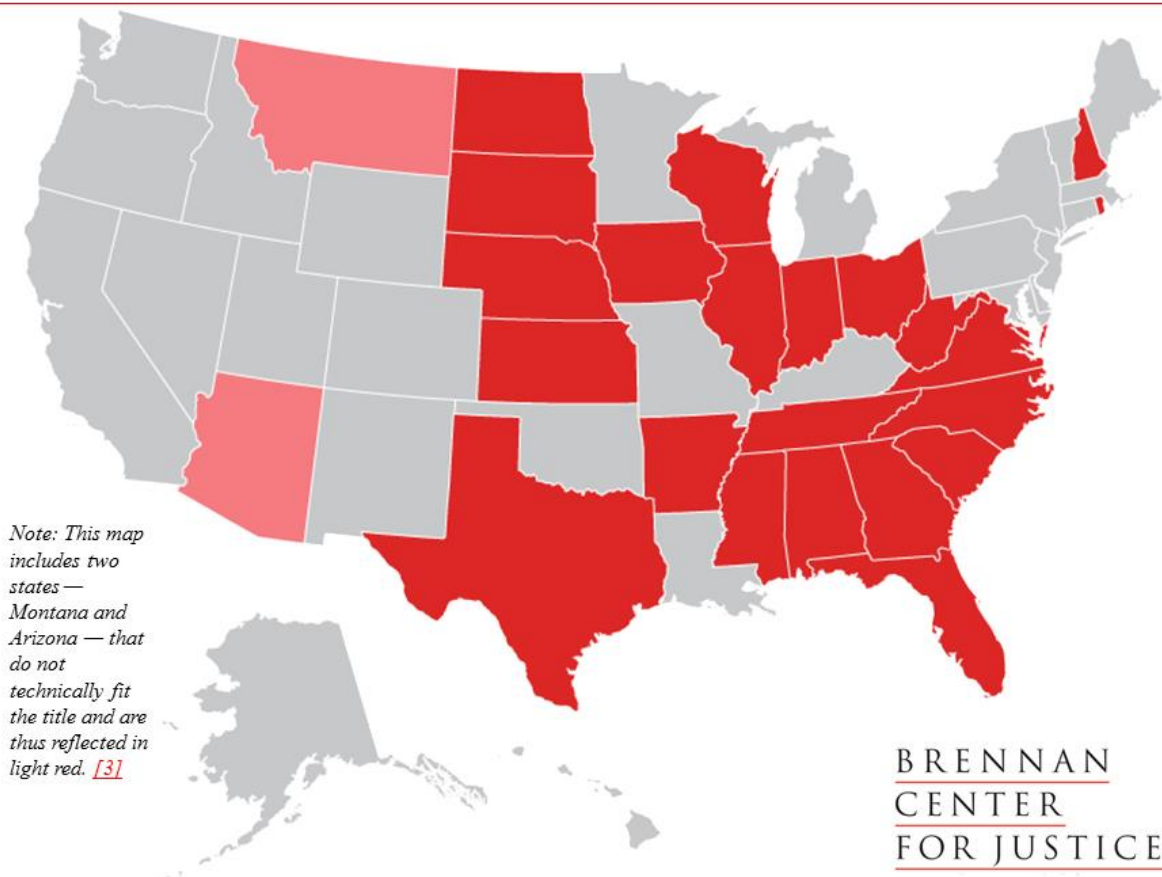 Note: This map
includes two
states —
Montana and
Arizona — that
do not
technically fit
the title and are
thus reflected in
light red. [3]
BRENNAN
CENTER
FOR JUSTICE